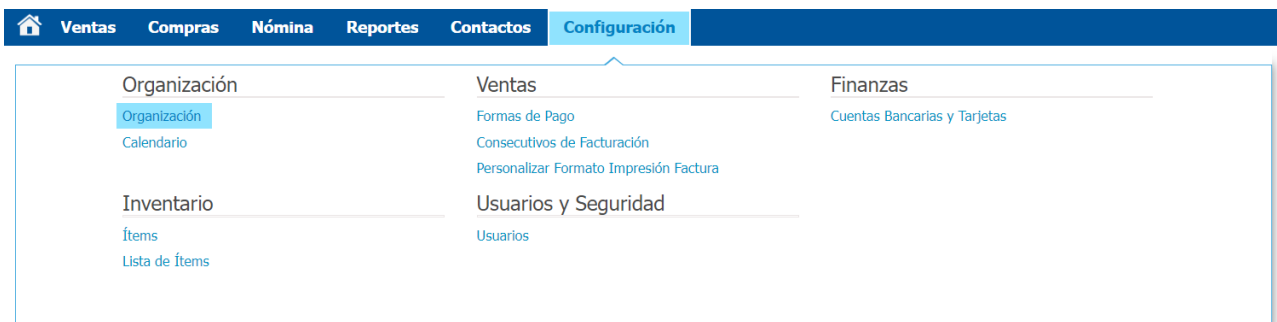 Ventas Compras Nómina Reportes Contactos Configuración
Organización Ventas Finanzas
Organización Formas de Pago Cuentas Bancarias y Tarjetas
Calendario Consecutivos de Facturación
Personalizar Formato Impresión Factura
Inventario Usuarios y Seguridad
Ítems Usuarios
Lista de Ítems